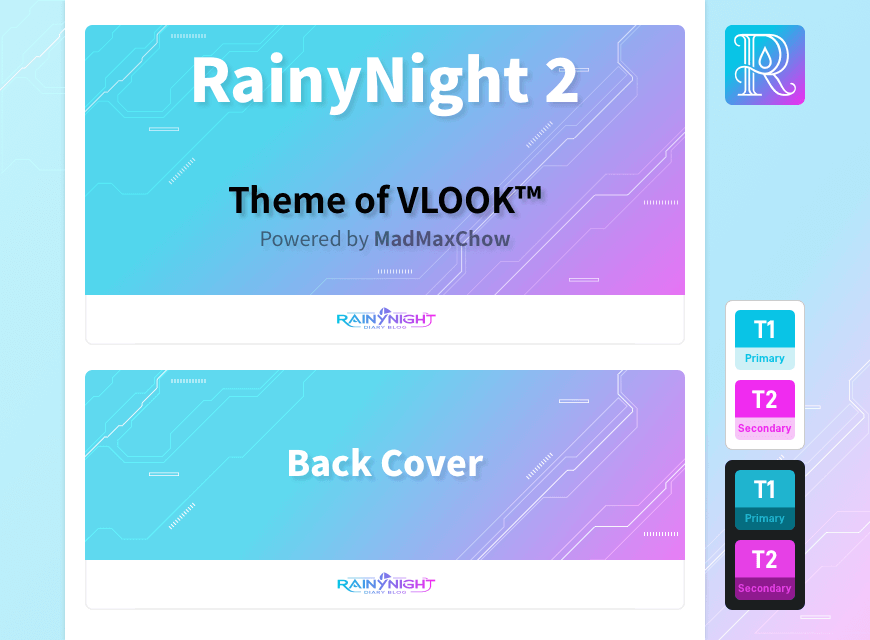 RainyNight 2
Theme of VLOOK™
Powered by MadMaxChow
RAINYNIGHT
DIARY BLOG
Back Cover
RAINYNIGHT
DIARY BLOG
R
T1
Primary
T2
Secondary
T1
Primary
T2
Secondary